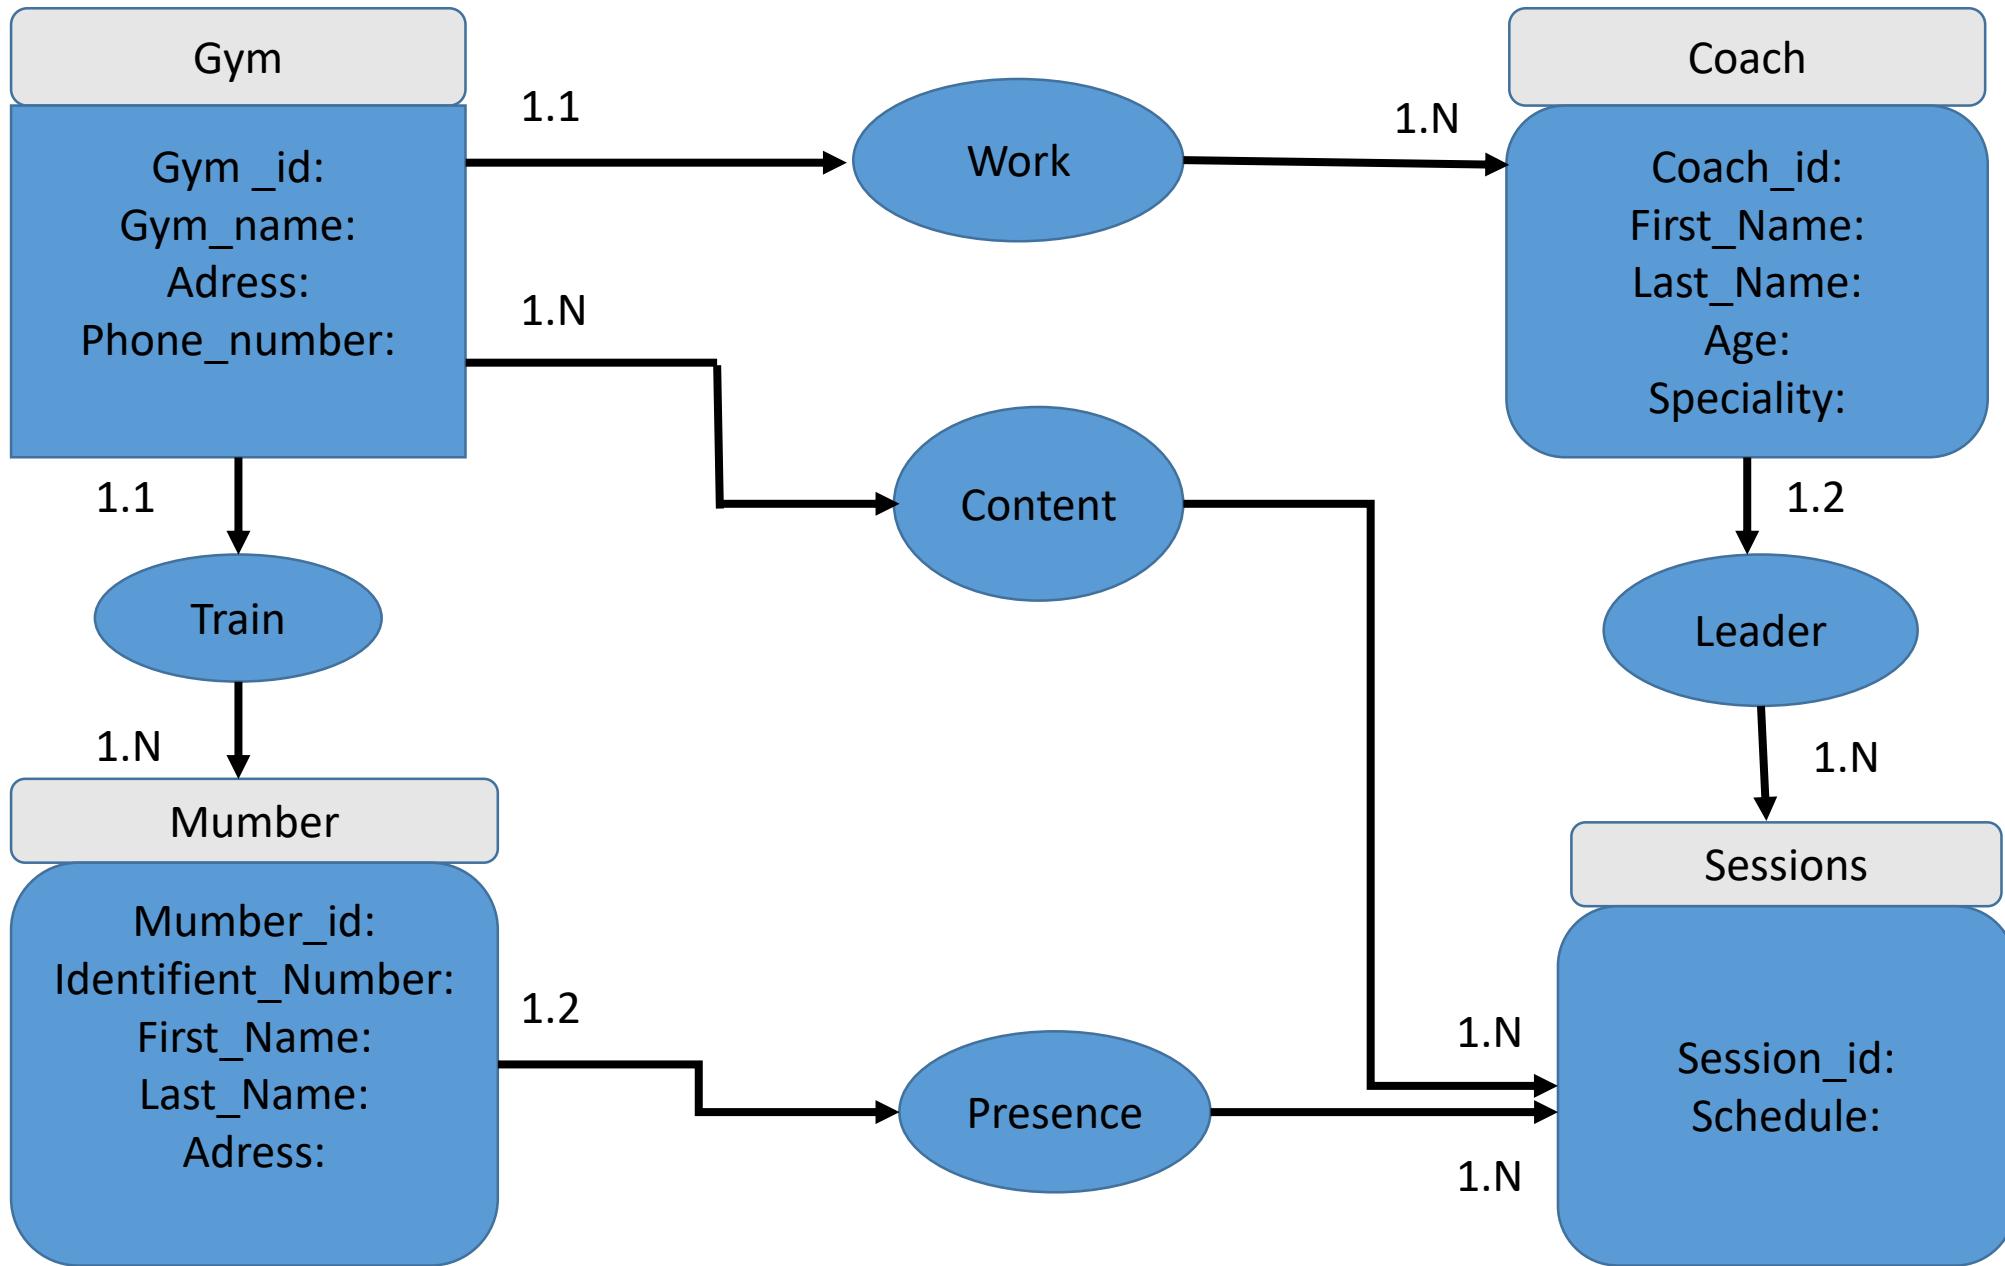 Gym
Gym _id:
Gym_name:
Adress:
Phone_number:
1.1
Work
1.N
Coach
Coach_id:
First_Name:
Last_Name:
Age:
Speciality:
1.N
Content
1.N
1.1
Train
1.N
1.2
Leader
1.N
Mumber
Mumber_id:
Identifient_Number:
First_Name:
Last_Name:
Adress:
1.2
Presence
1.N
Sessions
Session_id:
Schedule: